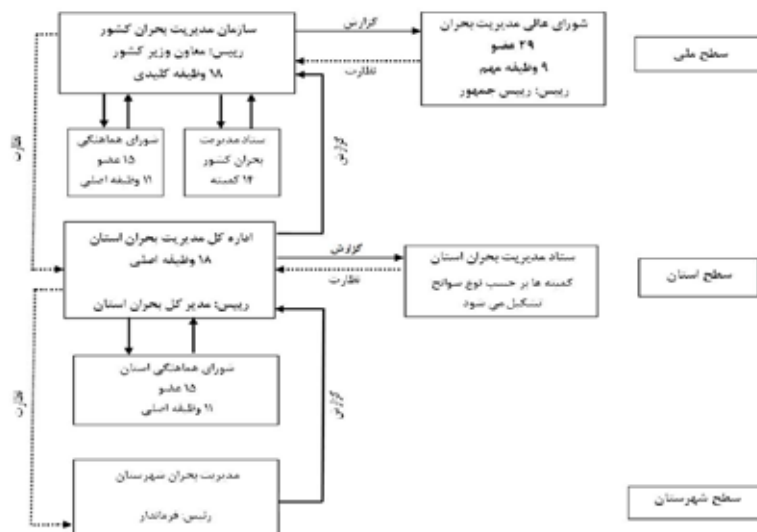 سازمان مدیریت بحران کشور
رییس: معاون وزیر کشور
۱۸ وظیفه کلیدی
گزارش
نظارت
شورای عالی مدیریت بحران
۲۹ عضو
۹ وظیفه مهم
رییس: رییس جمهور
سطح ملی
شورای هماهنگی
۱۵ عضو
۱۱ وظیفه اصلی
ستاد مدیریت
بحران کشور
۱۴ کمیته
نظارت
گزارش
اداره کل مدیریت بحران استان
۱۸ وظیفه اصلی
رییس: مدیر کل بحران استان
گزارش
نظارت
ستاد مدیریت بحران استان
کمیته ها بر حسب نوع سوانح
تشکیل می شود
سطح استان
شورای هماهنگی استان
۱۵ عضو
۱۱ وظیفه اصلی
نظارت
گزارش
مدیریت بحران شهرستان
رئیس: فرماندار
سطح شهرستان